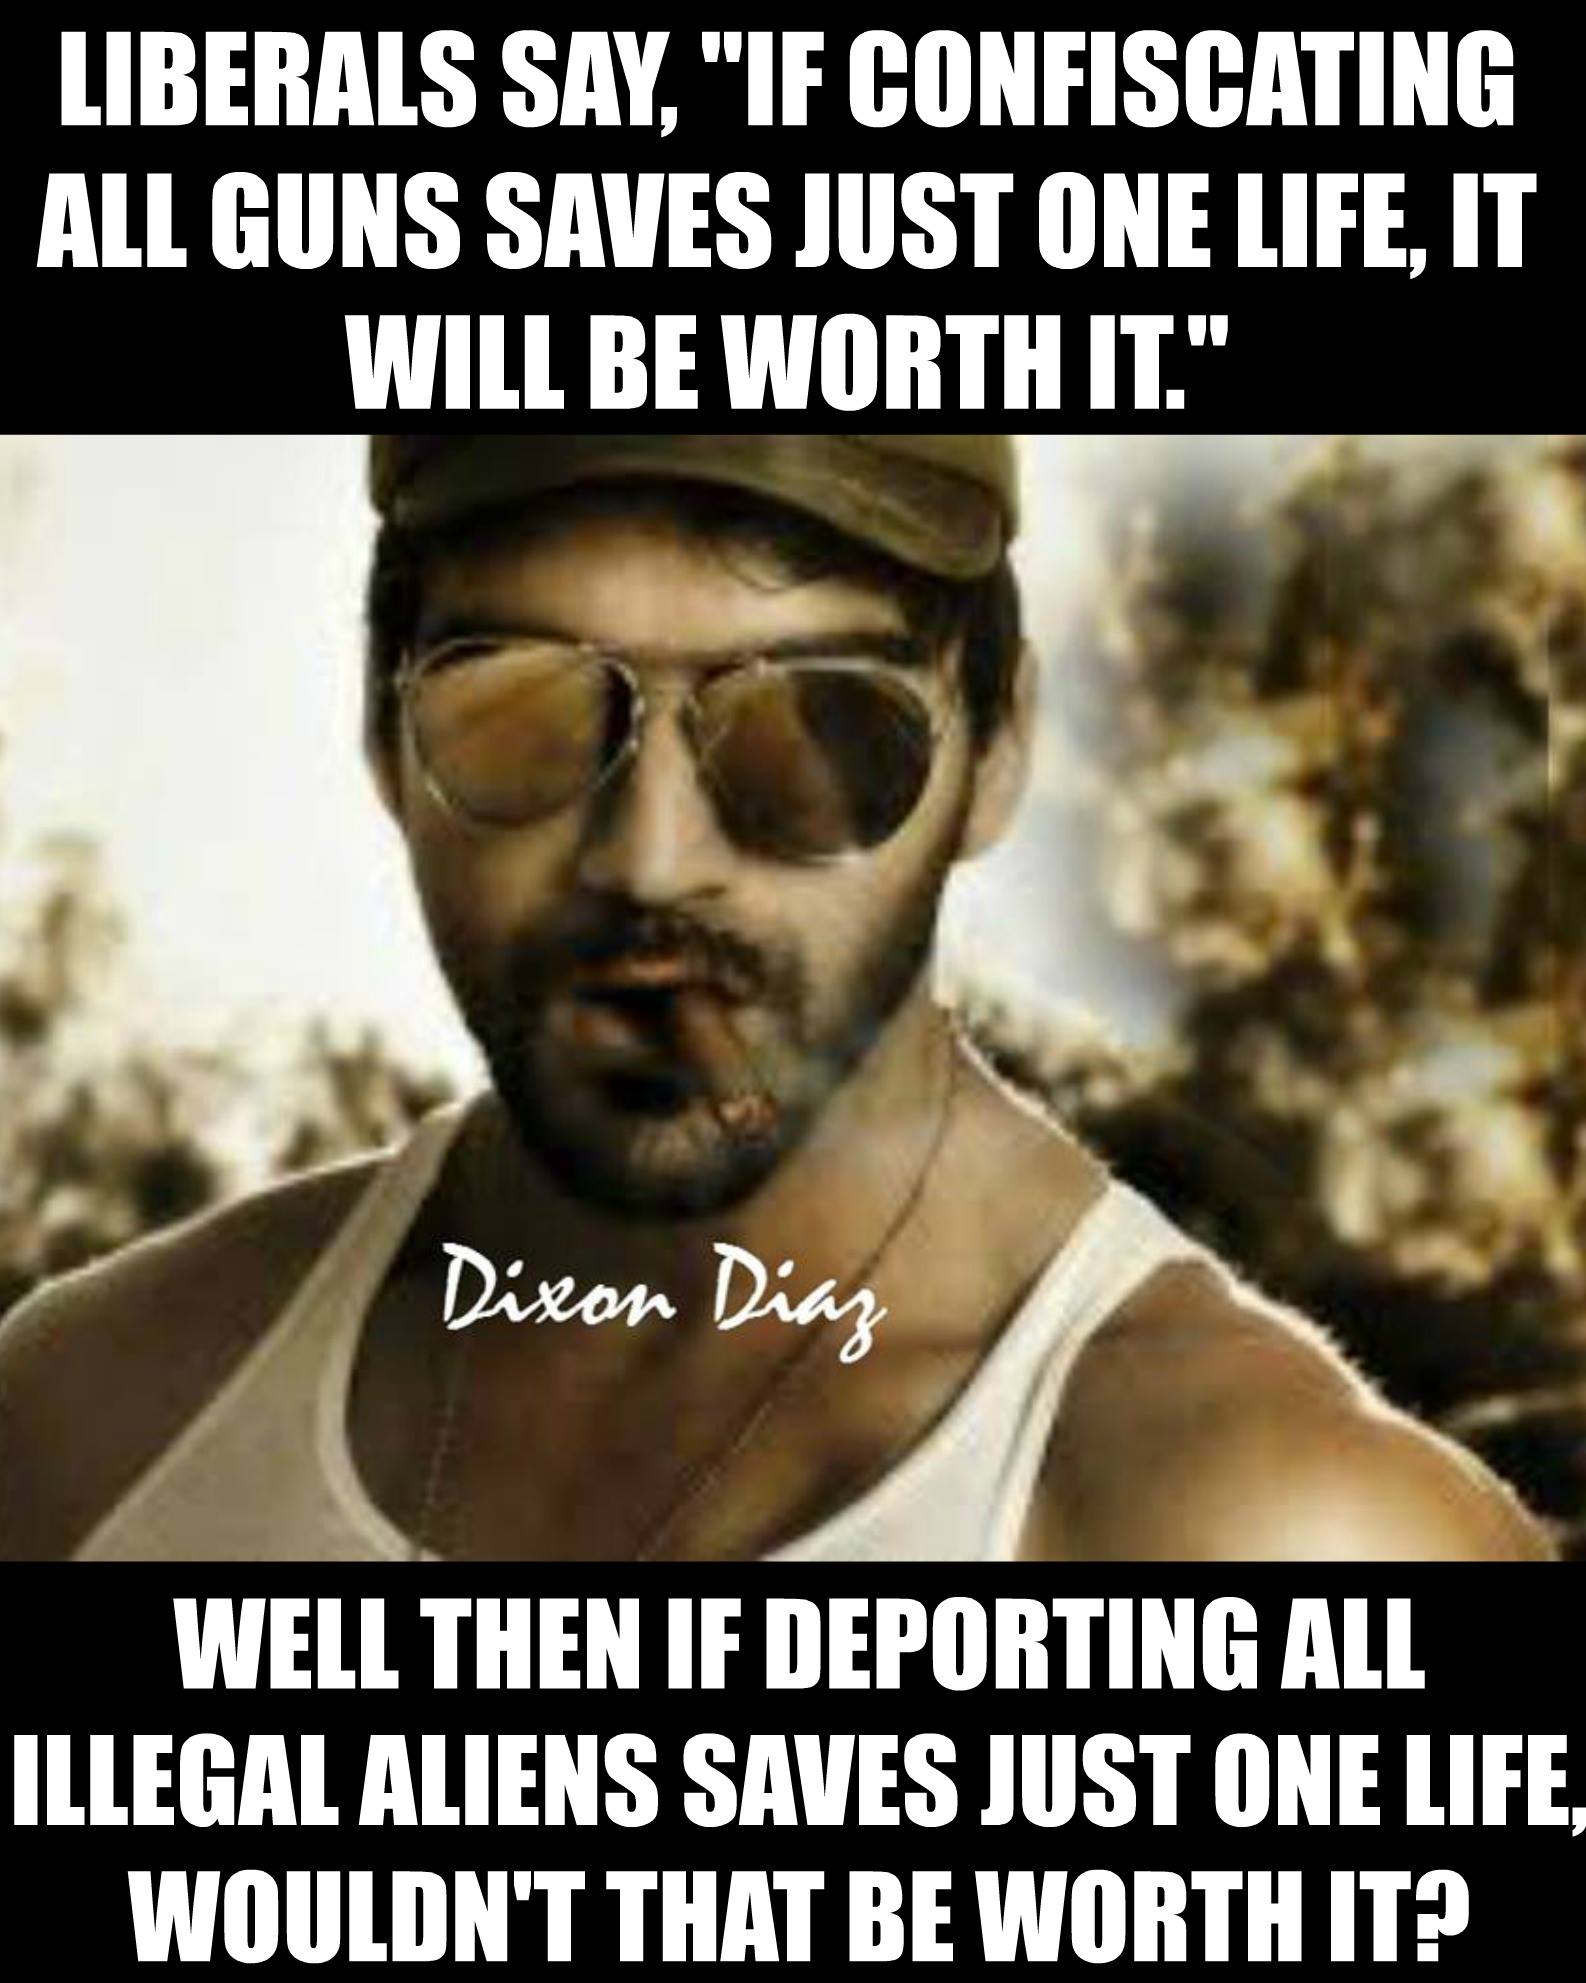 LIBERALS SAY, "IF CONFISCATING
ALL GUNS SAVES JUST ONE LIFE, IT
WILL BE WORTH IT."
Dixon Diaz
WELL THEN IF DEPORTING ALL
ILLEGAL ALIENS SAVES JUST ONE LIFE,
WOULDN'T THAT BE WORTH IT?